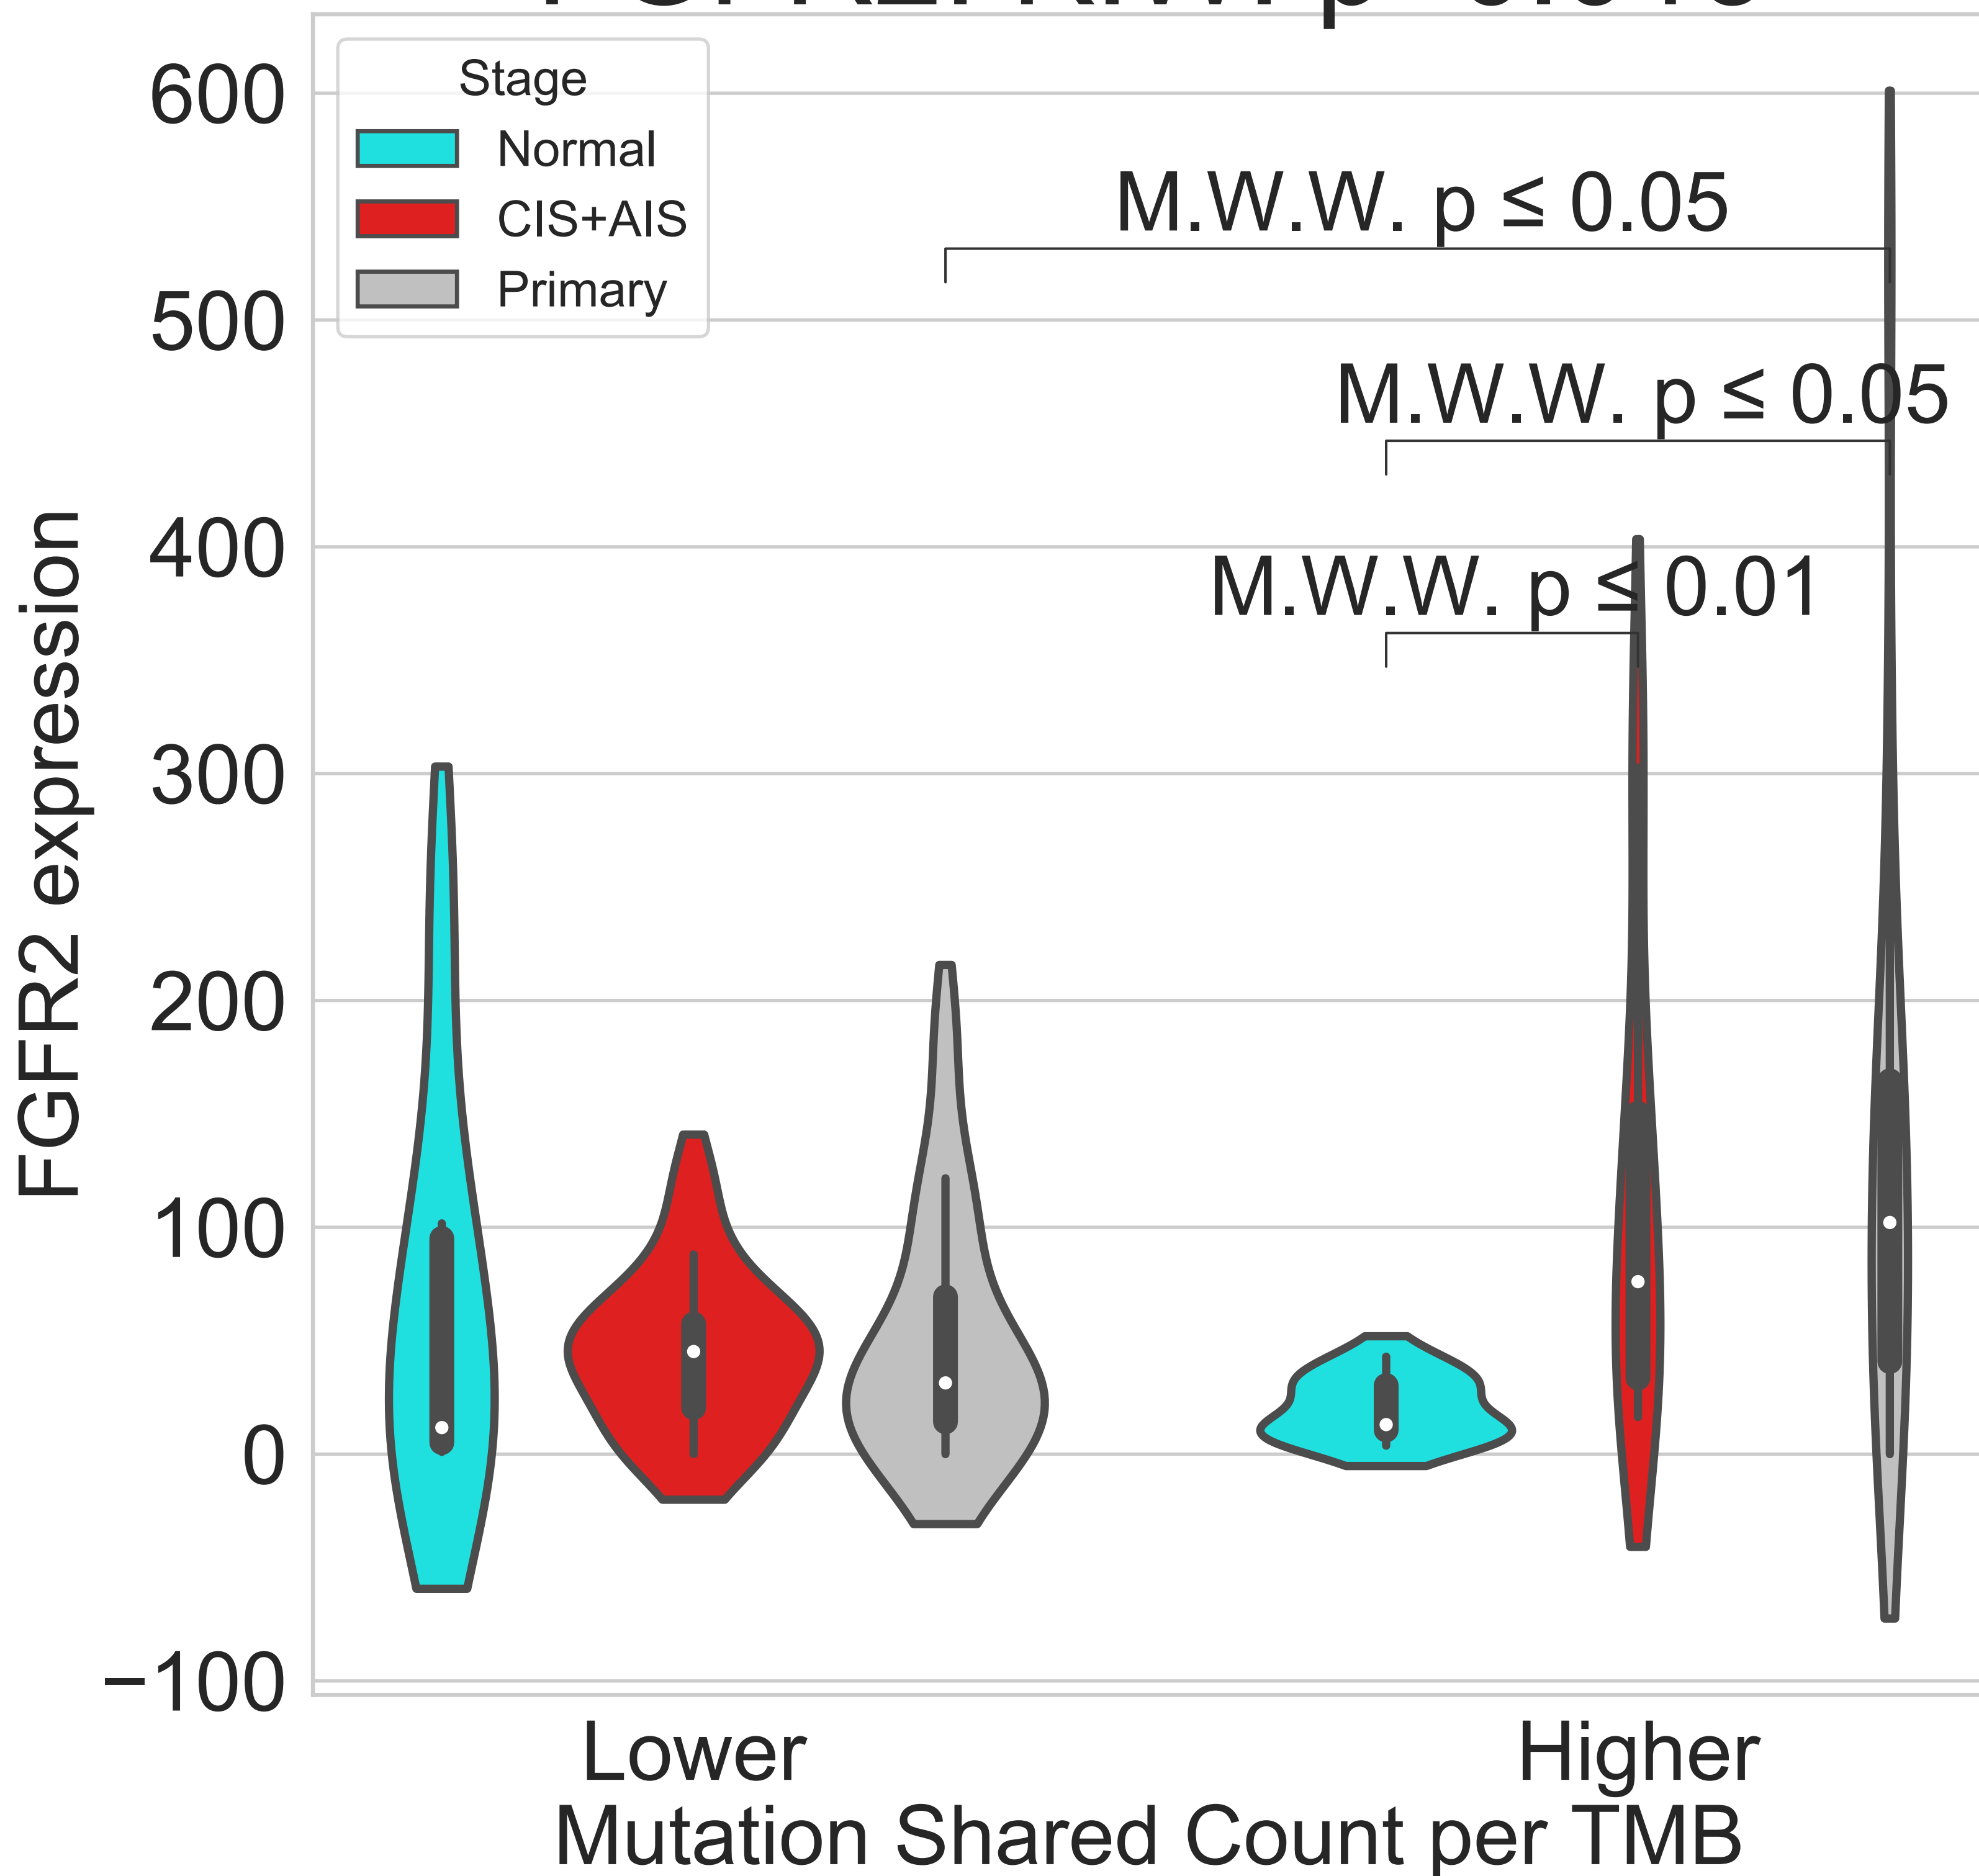 Stage
Normal
CIS+AIS
Primary
M.W.W. p ≤ 0.05
M.W.W. p ≤ 0.05
M.W.W. p ≤ 0.01
600
500
400
300
200
100
0
−100
FGFR2 expression
Lower
Higher
Mutation Shared Count per TMB